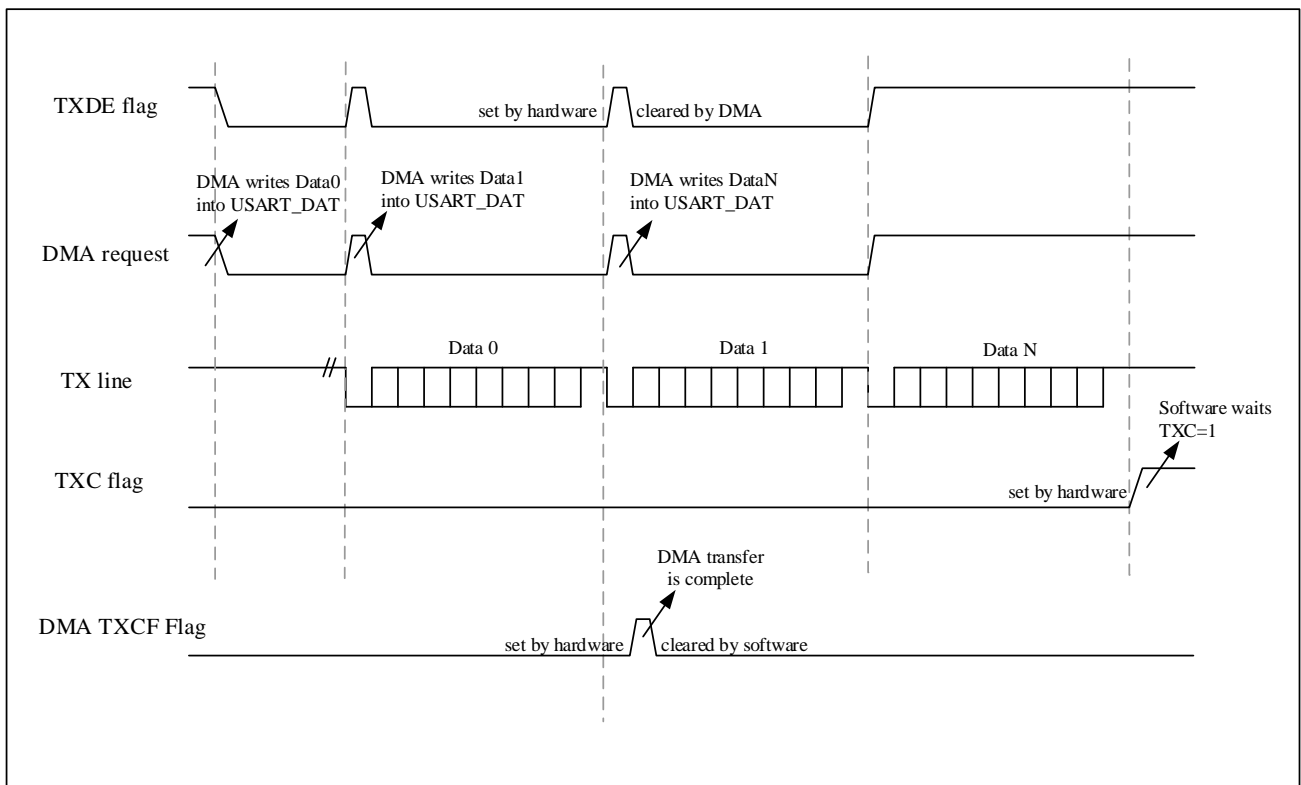 TXDE flag
set by hardware
cleared by DMA
DMA writes Data0
into USART_DAT
DMA writes Data1
into USART_DAT
DMA writes DataN
into USART_DAT
DMA request
Data 0
Data 1
Data N
TX line
Software waits
TXC=1
TXC flag
set by hardware
DMA transfer
is complete
DMA TXCF Flag
set by hardware
cleared by software